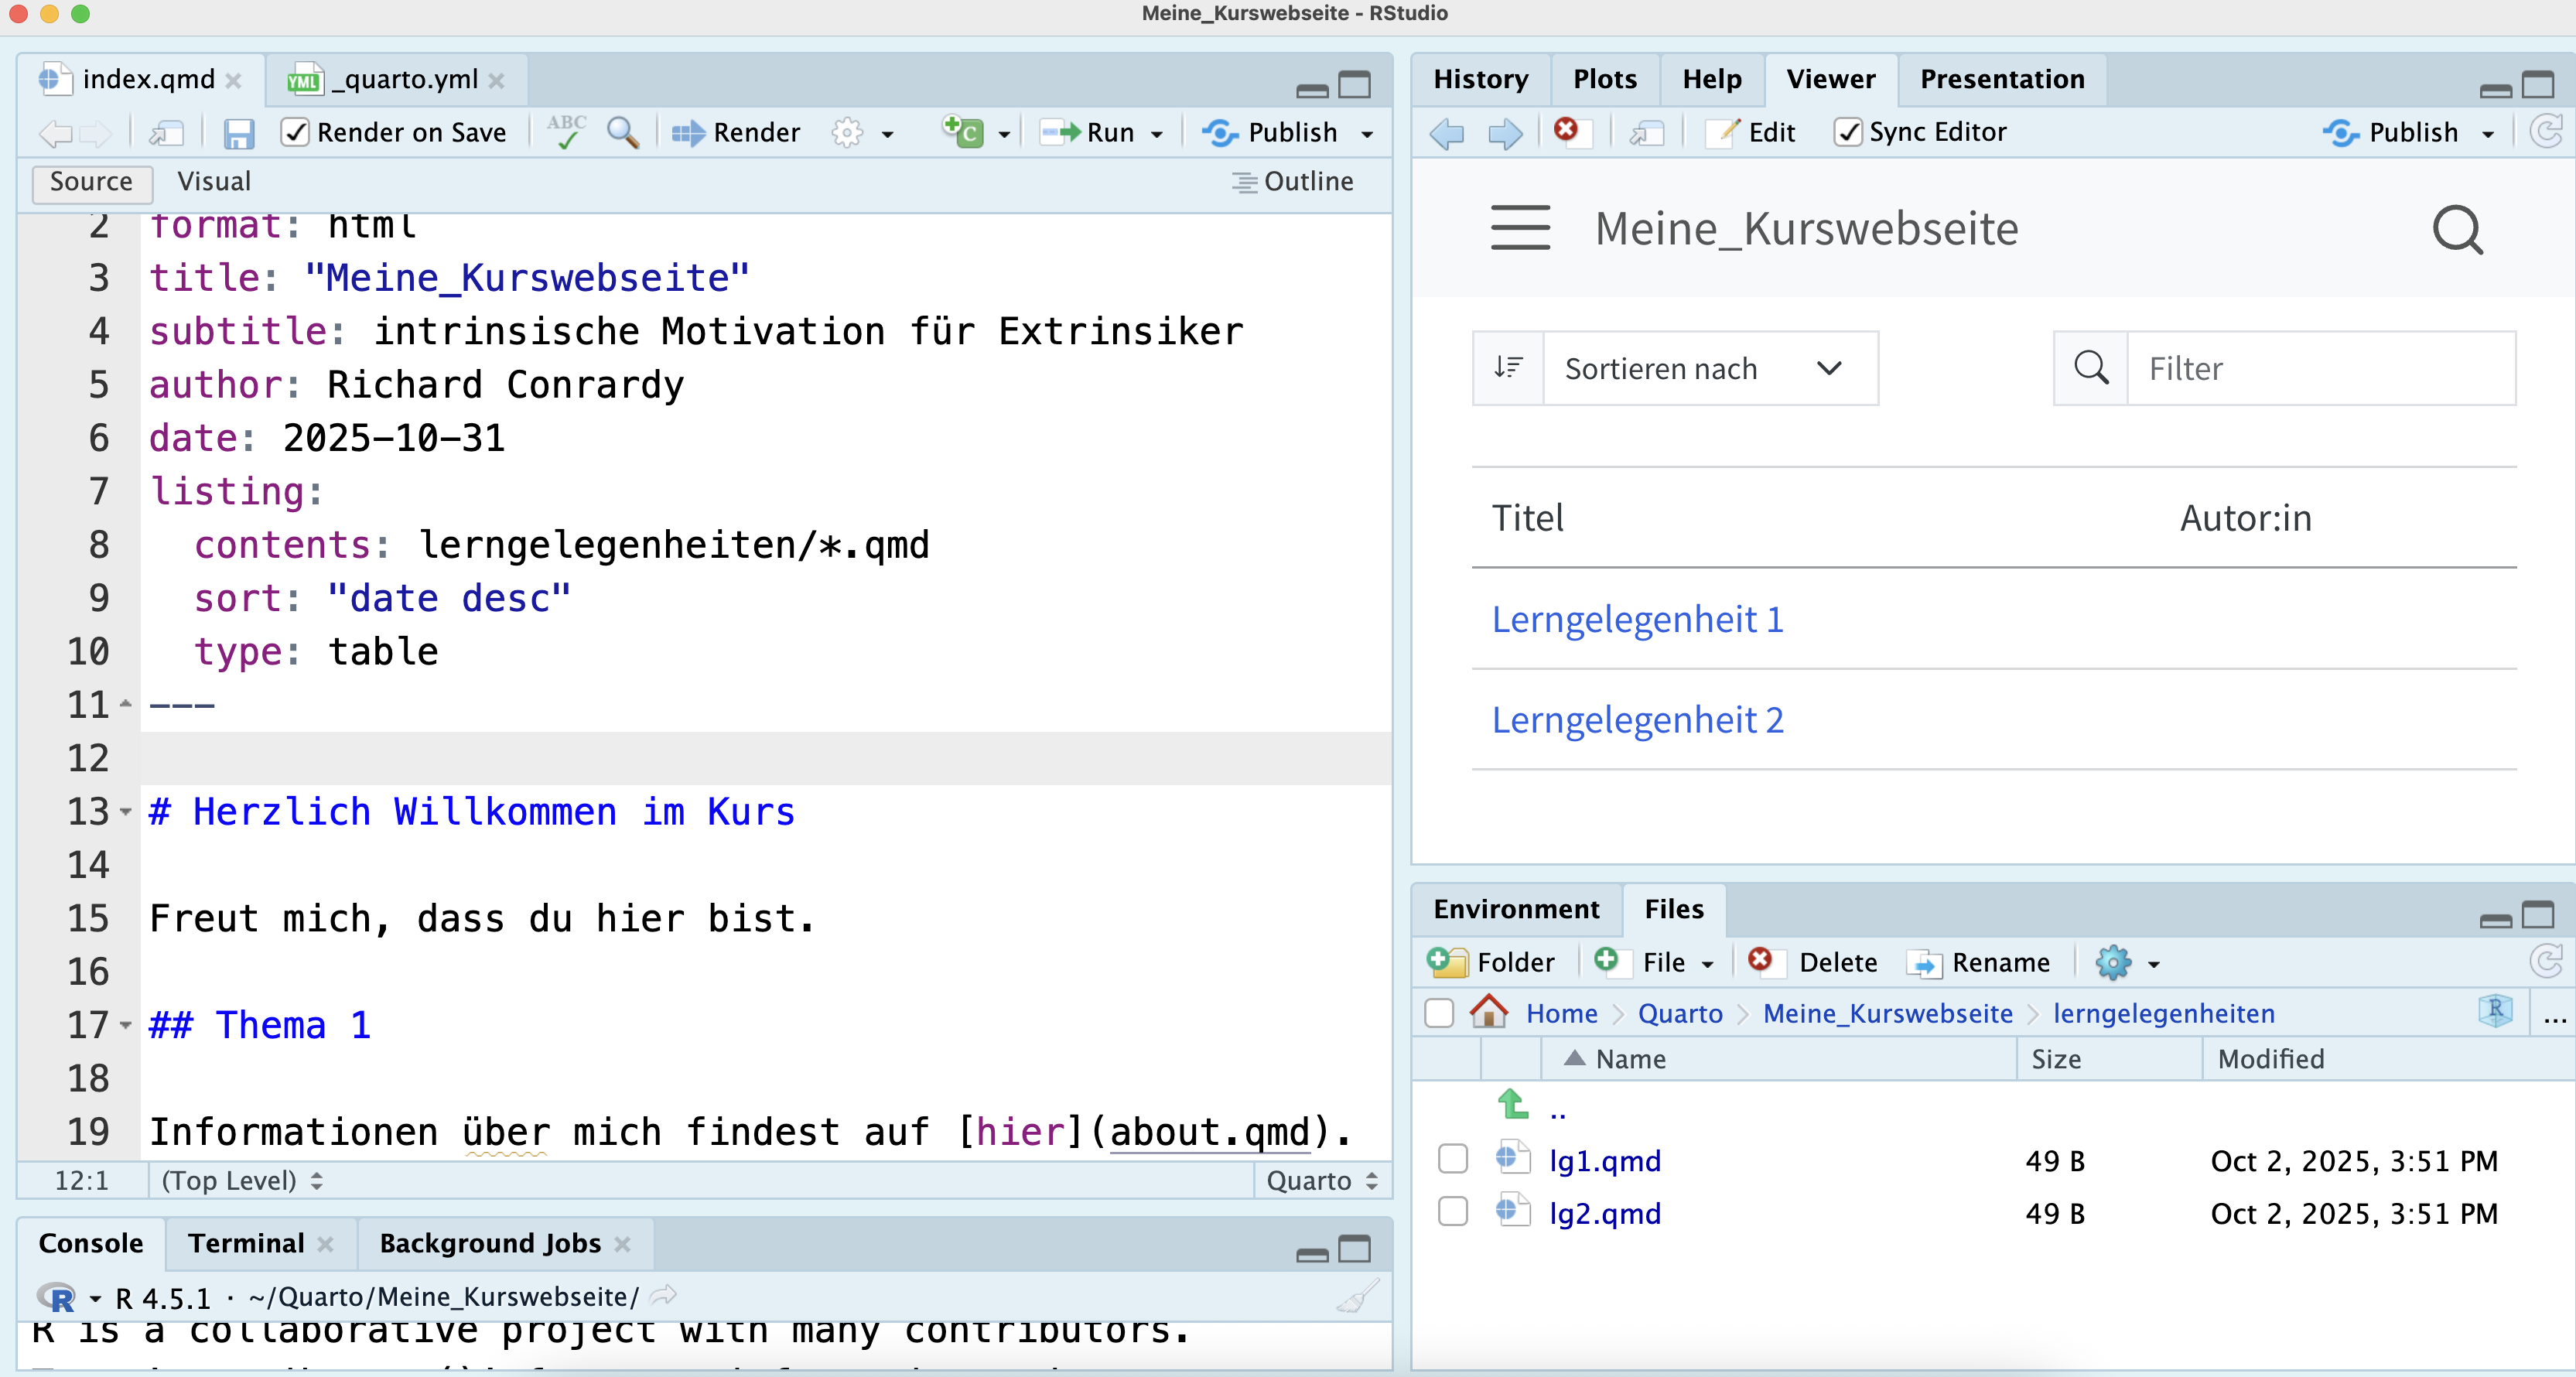 Meine_Kurswebseite - RStudio
index.qmd
_quarto.yml
Render on Save
ABC
Render
Run
Publish
Source
Visual
Outline
2 format: html
3 title: "Meine_Kurswebseite"
4 subtitle: intrinsische Motivation für Extrinsiker
5 author: Richard Conrardy
6 date: 2025-10-31
7 listing:
8 contents: lerngelegenheiten/*.qmd
9 sort: "date desc"
10 type: table
11 ---
12
13 # Herzlich Willkommen im Kurs
14
15 Freut mich, dass du hier bist.
16
17 ## Thema 1
18
19 Informationen über mich findest auf [hier](about.qmd).
12:1
(Top Level)
Quarto
Console
Terminal
Background Jobs
R 4.5.1 · ~/Quarto/Meine_Kurswebseite/
R is a collaborative project with many contributors.
History
Plots
Help
Viewer
Presentation
Edit
Sync Editor
Publish
Meine_Kurswebseite
Sortieren nach
Filter
Titel
Autor:in
Lerngelegenheit 1
Lerngelegenheit 2
Environment
Files
Folder
File
Delete
Rename
Home
Quarto
Meine_Kurswebseite
lerngelegenheiten
...
Name
Size
Modified
..
lg1.qmd 49 B Oct 2, 2025, 3:51 PM
lg2.qmd 49 B Oct 2, 2025, 3:51 PM